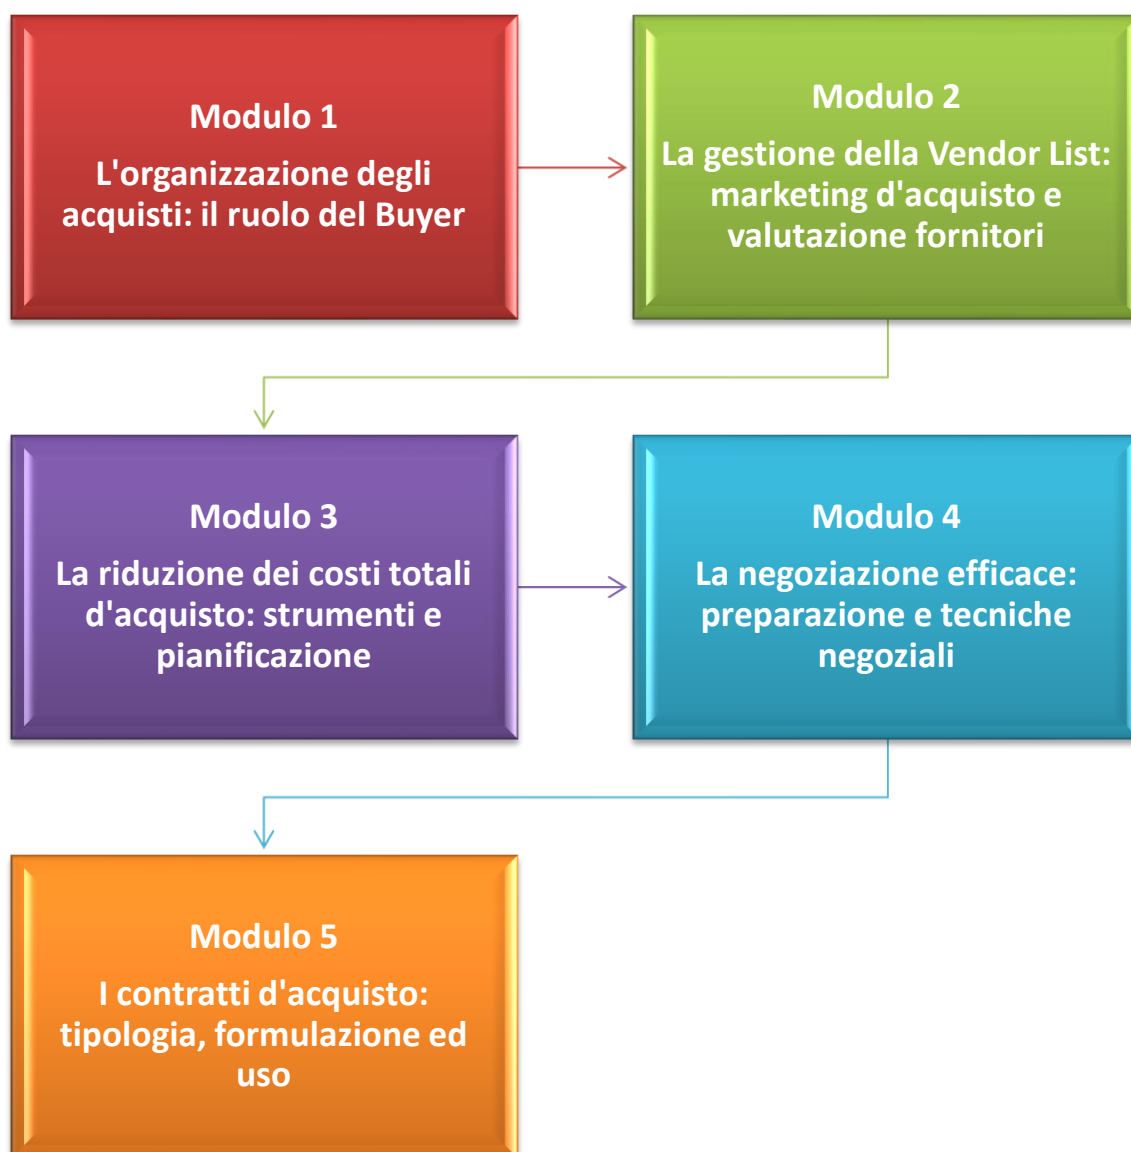 Modulo 1
L'organizzazione degli
acquisti: il ruolo del Buyer
Modulo 2
La gestione della Vendor List:
marketing d'acquisto e
valutazione fornitori
Modulo 3
La riduzione dei costi totali
d'acquisto: strumenti e
pianificazione
Modulo 4
La negoziazione efficace:
preparazione e tecniche
negoziali
Modulo 5
I contratti d'acquisto:
tipologia, formulazione ed
uso